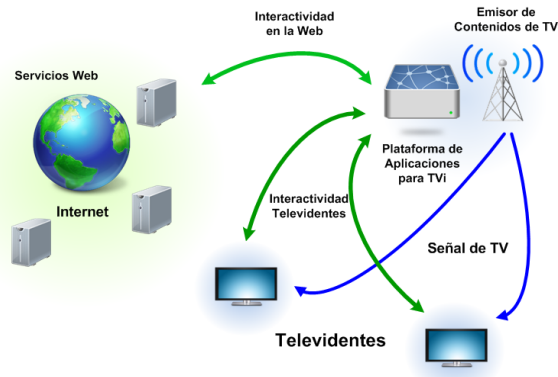 Interactividad
en la Web
Emisor de
Contenidos de TV
Servicios Web
Plataforma de
Aplicaciones
para TVi
Interactividad
Televidentes
Internet
Señal de TV
Televidentes